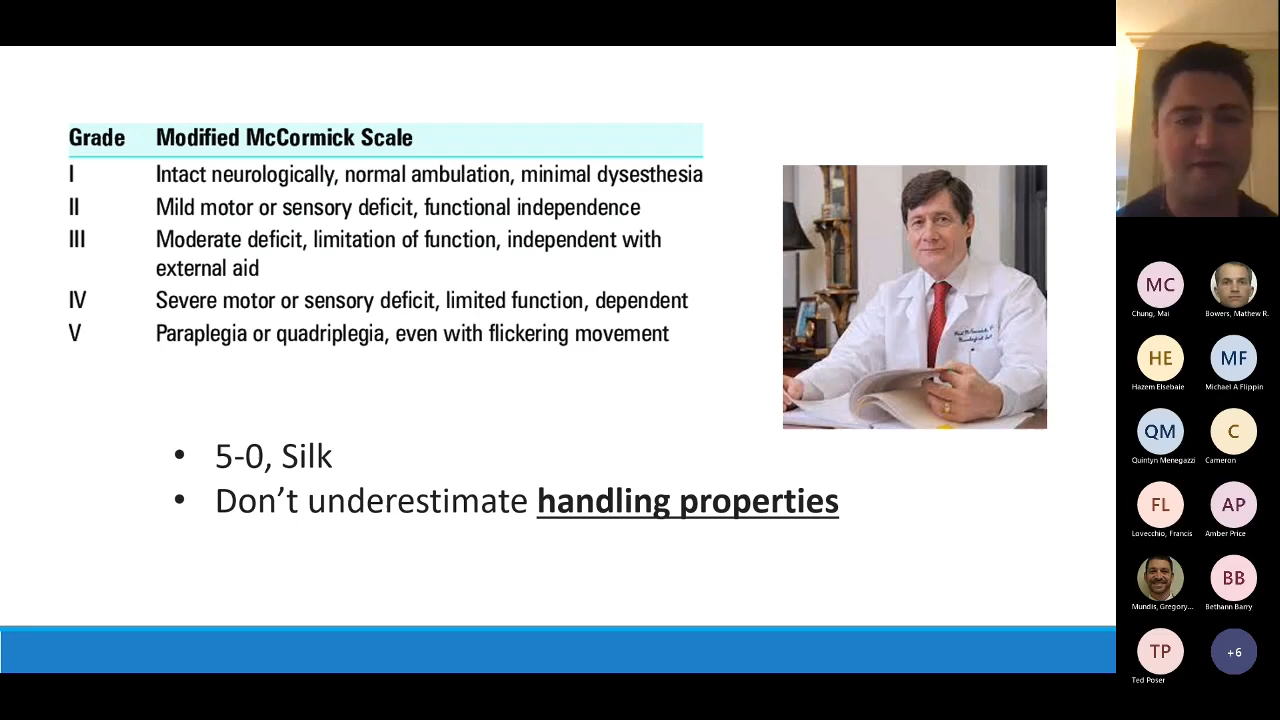 Grade Modified McCormick Scale
I Intact neurologically, normal ambulation, minimal dysesthesia
II Mild motor or sensory deficit, functional independence
III Moderate deficit, limitation of function, independent with
external aid
IV Severe motor or sensory deficit, limited function, dependent
V Paraplegia or quadriplegia, even with flickering movement
• 5-0, Silk
• Don’t underestimate handling properties
MC
Chung, Mai
Bowers, Mathew R.
HE MF
Hazem Elsebaie Michael A Flippin
QM C
Quintyn Menegazzi Cameron
FL AP
Lovecchio, Francis Amber Price
BB
Mundis, Gregory... Bethann Barry
TP +6
Ted Poser